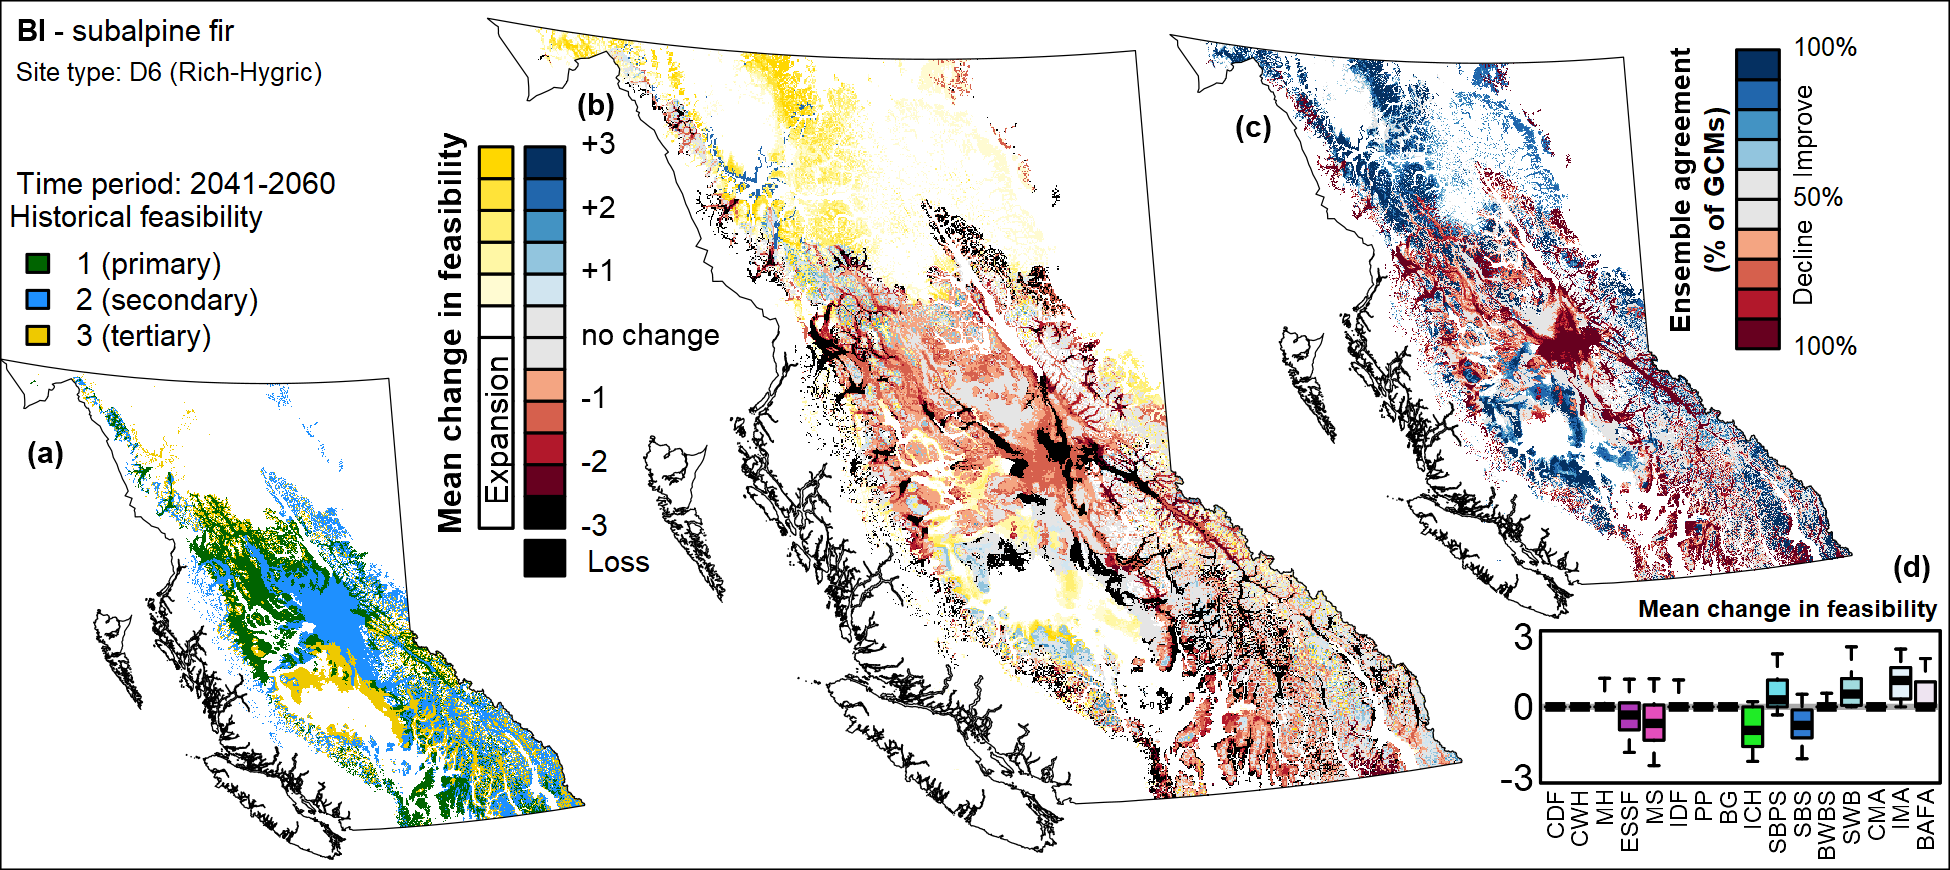 Bl - subalpine fir
Site type: D6 (Rich-Hygric)
Time period: 2041-2060
Historical feasibility
1 (primary)
2 (secondary)
3 (tertiary)
(a)
(b)
Mean change in feasibility
Expansion
+3
+2
+1
no change
-1
-2
-3
Loss
(c)
Ensemble agreement
(% of GCMs)
100%
Improve
50%
Decline
100%
(d)
Mean change in feasibility
3
0
-3
CDF
CWH
MH
ESSF
MS
IDF
PP
BG
ICH
SBPS
SBS
BWBS
SWB
CMA
IMA
BAFA